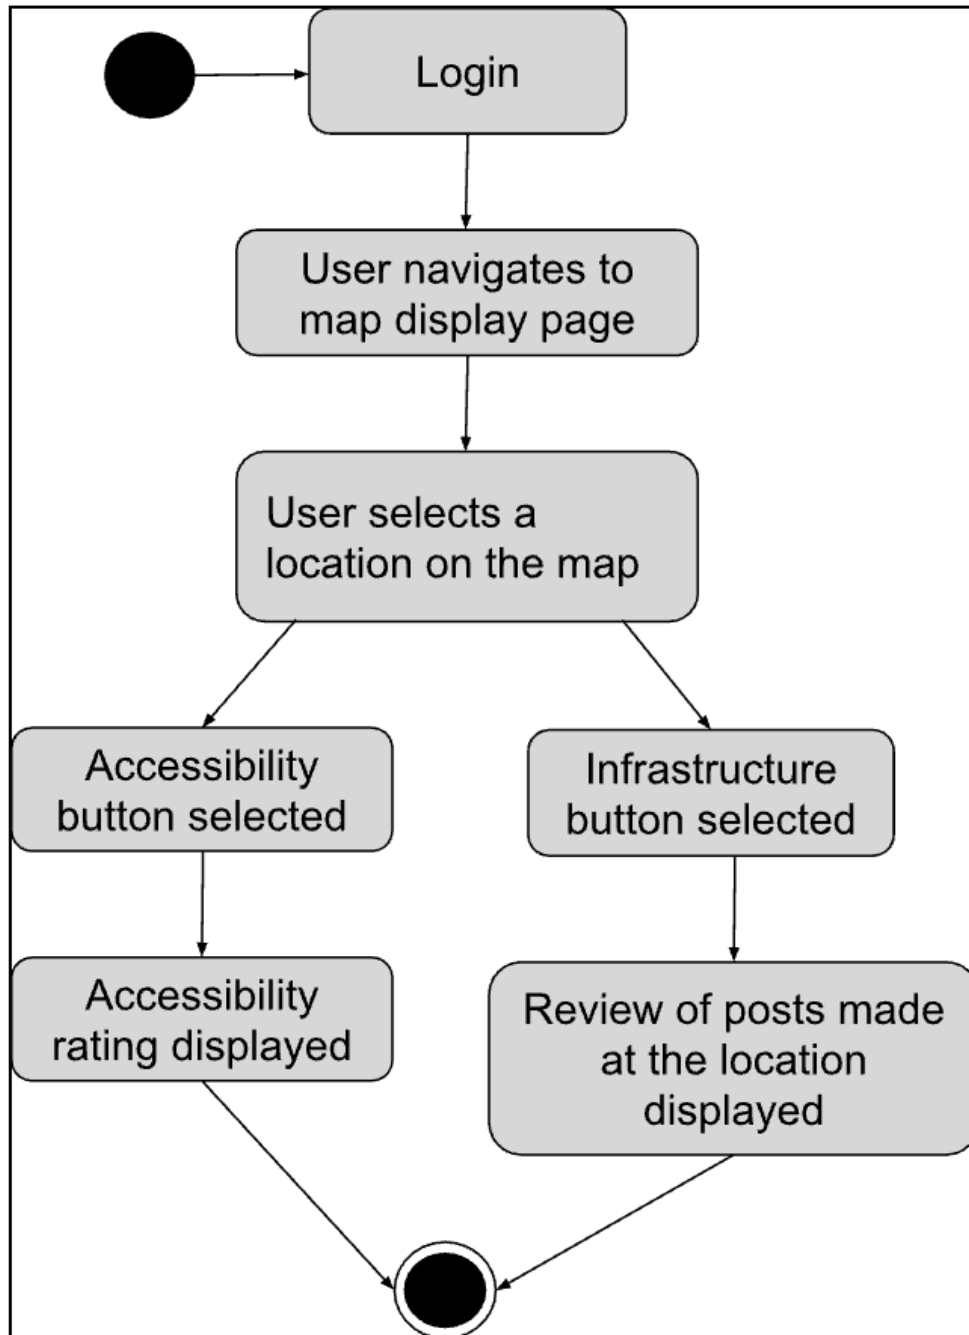 Login
User navigates to
map display page
User selects a
location on the map
Accessibility
button selected
Infrastructure
button selected
Accessibility
rating displayed
Review of posts made
at the location
displayed